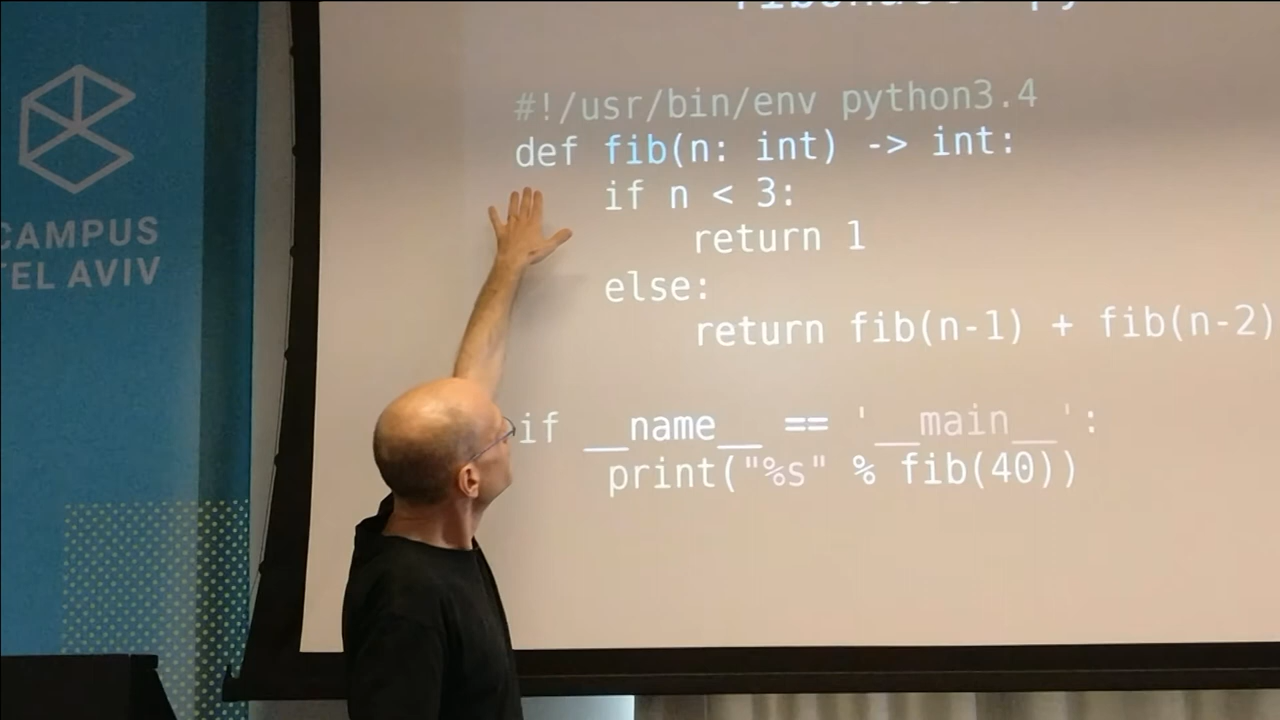 CAMPUS
TEL AVIV
#!/usr/bin/env python3.4
def fib(n: int) -> int:
    if n < 3:
        return 1
    else:
        return fib(n-1) + fib(n-2)
if __name__ == '__main__':
    print("%s" % fib(40))